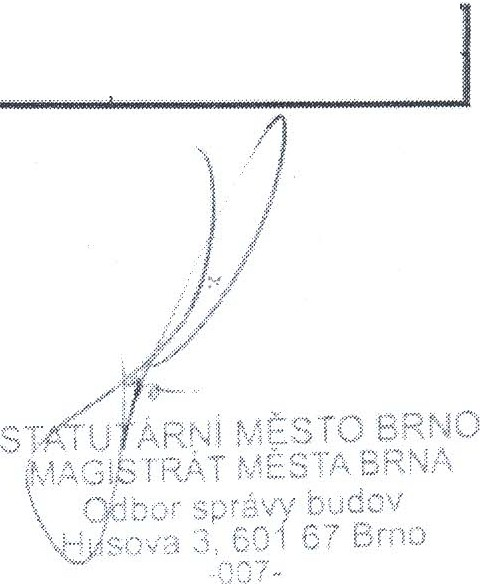 STATUTÁRNÍ MĚSTO BRNO
MAGISTRÁT MĚSTA BRNA
Odbor správy budov
Husova 3, 601 67 Brno
-007-